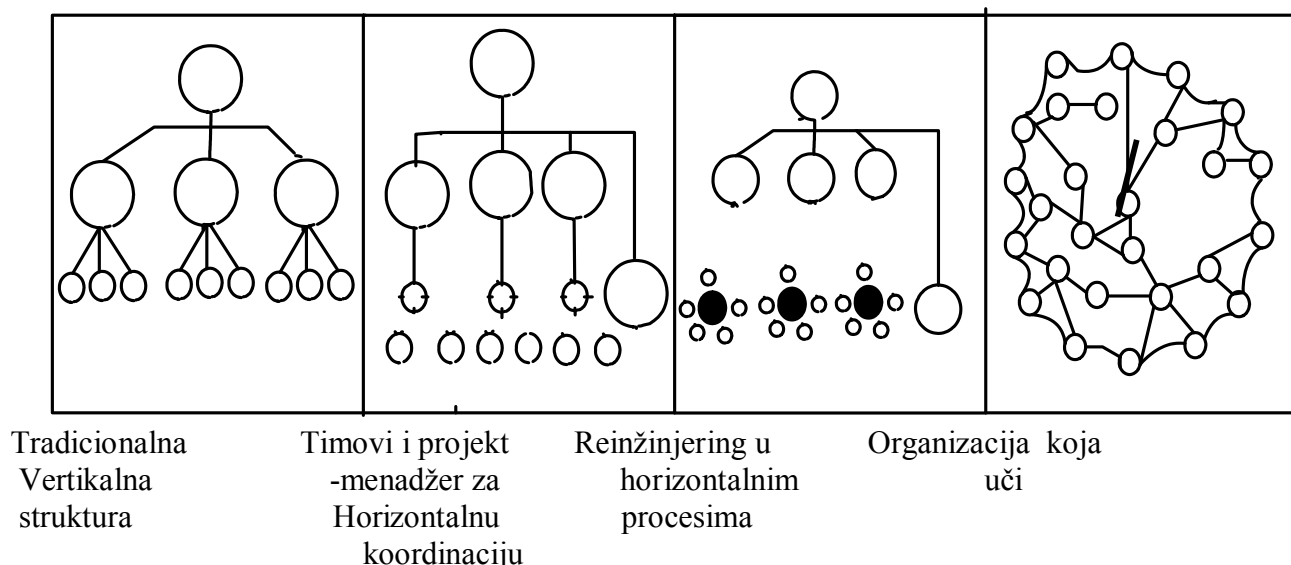 Tradicionalna
Vertikalna
struktura
Timovi i projekt
-menadžer za
Horizontalnu
koordinaciju
Reinžinjering u
horizontalnim
procesima
Organizacija koja
uči